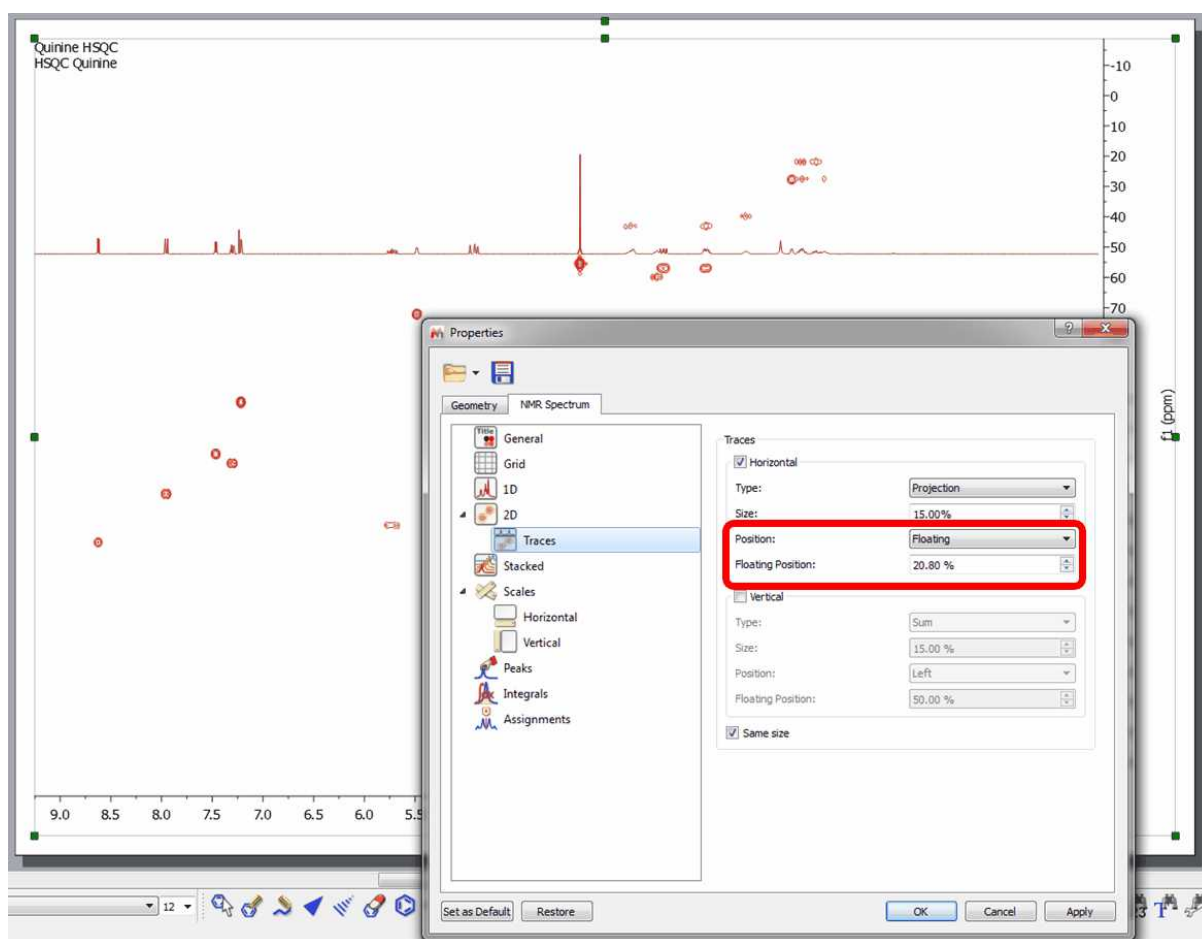 Quinine HSQC
HSQC Quinine
-10
0
10
20
30
40
50
60
70
f1 (ppm)
9.0 8.5 8.0 7.5 7.0 6.5 6.0 5.5
Properties
Geometry NMR Spectrum
General
Grid
1D
2D
Traces
Stacked
Scales
Horizontal
Vertical
Peaks
Integrals
Assignments
Traces
Horizontal
Type: Projection
Size: 15.00%
Position: Floating
Floating Position: 20.80 %
Vertical
Type: Sum
Size: 15.00 %
Position: Left
Floating Position: 50.00 %
Same size
Set as Default Restore OK Cancel Apply
12